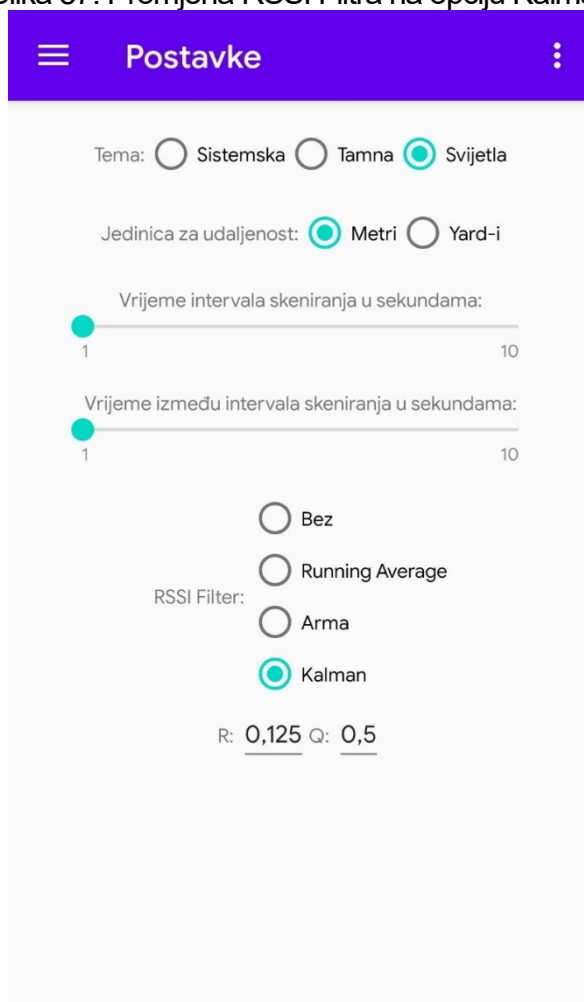 Postavke
Tema: Sistemska Tamna Svijetla
Jedinica za udaljenost: Metri Yard-i
Vrijeme intervala skeniranja u sekundama:
1 10
Vrijeme između intervala skeniranja u sekundama:
1 10
Bez
Running Average
RSSI Filter:
Arma
Kalman
R: 0,125 Q: 0,5